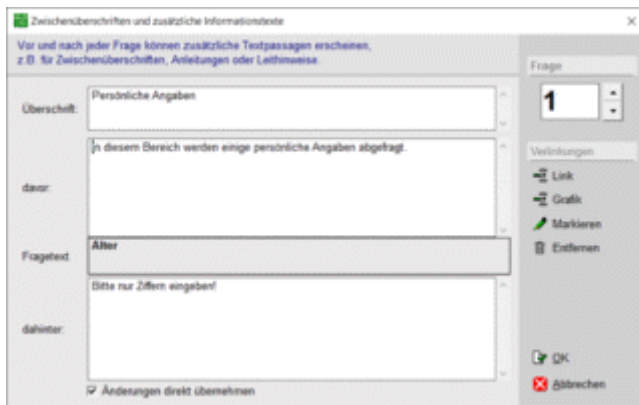 Zwischenüberschriften und zusätzliche Informationstexte
Vor und nach jeder Frage können zusätzliche Textpassagen erscheinen,
z.B. für Zwischenüberschriften, Anleitungen oder Leithinweise.
Frage
1
Überschrift:
Persönliche Angaben
davor:
In diesem Bereich werden einige persönliche Angaben abgefragt.
Verlinkungen
Link
Grafik
Markieren
Entfernen
Fragetext
Alter
dahinter:
Bitte nur Ziffern eingeben!
Änderungen direkt übernehmen
OK
Abbrechen